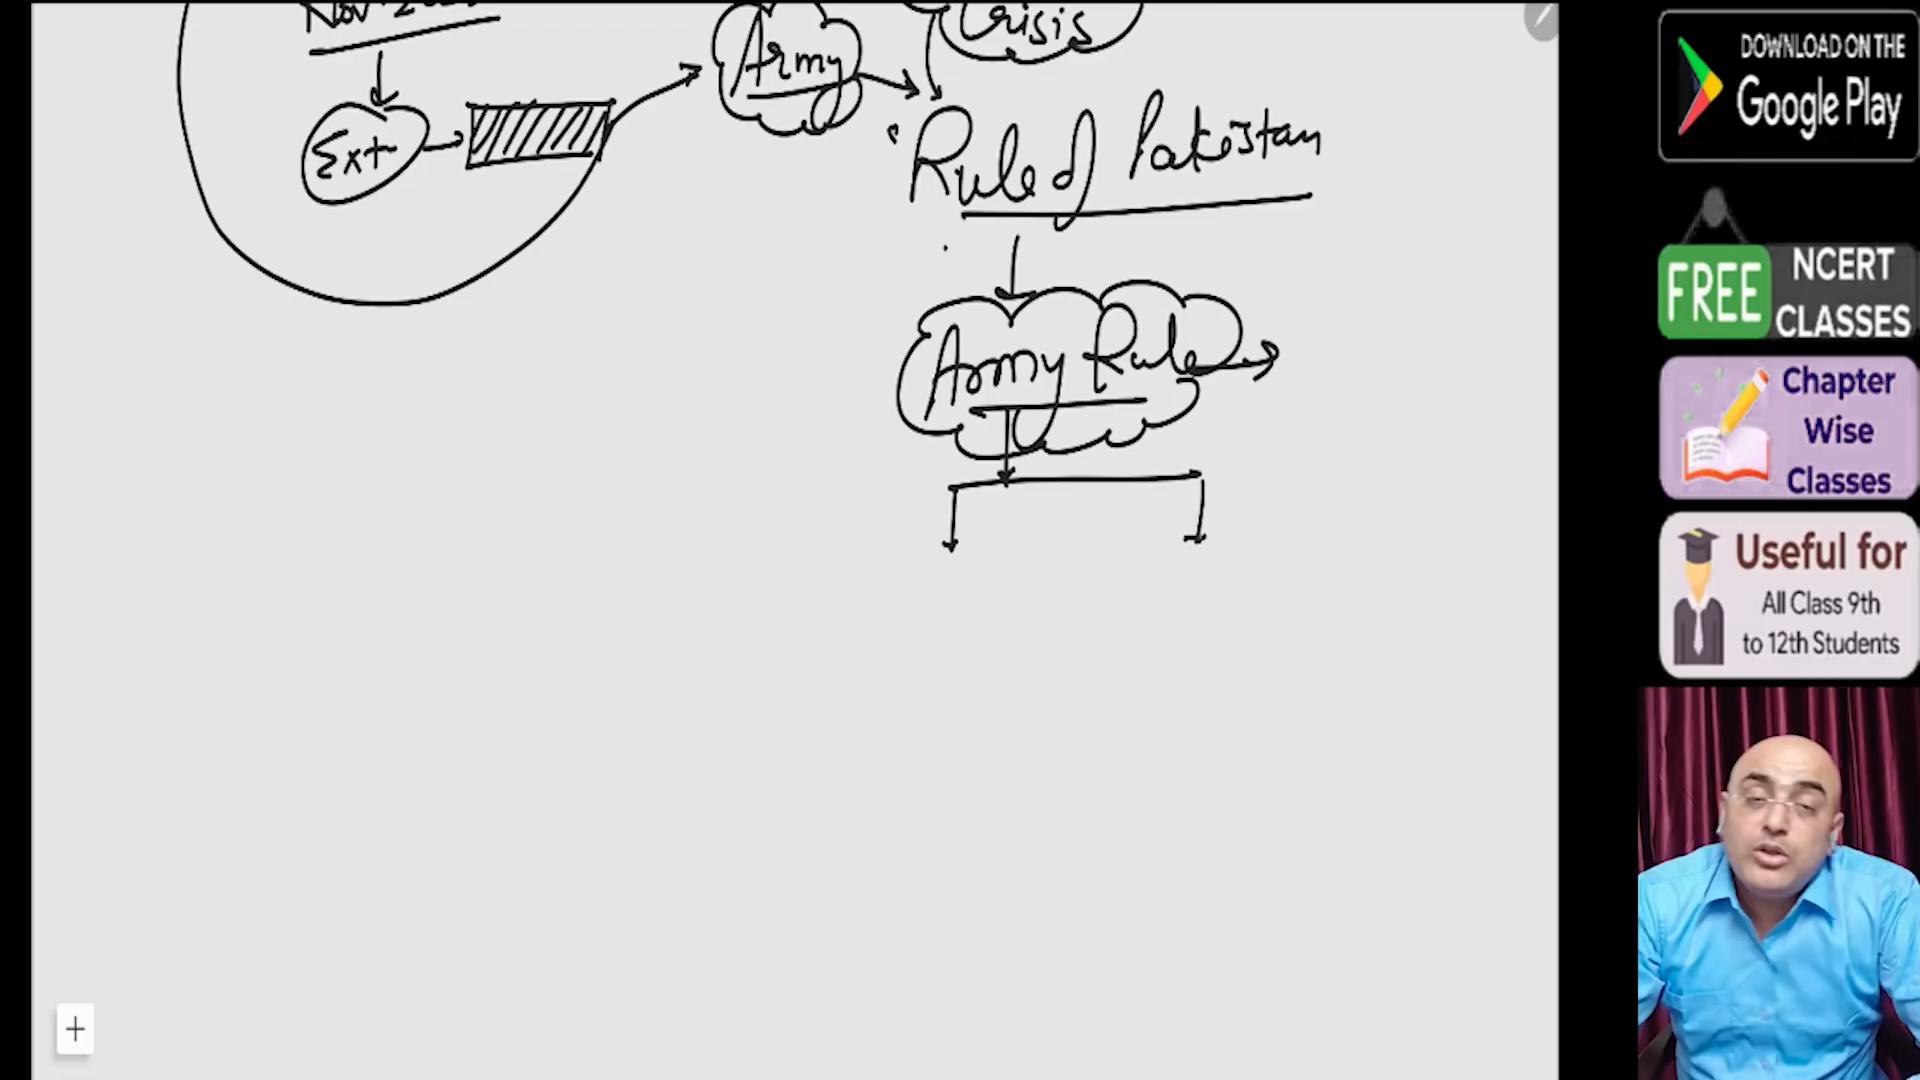 Crisis
Army
Ext
Rule of Pakistan
Army Rule
+
DOWNLOAD ON THE
Google Play
FREE
NCERT
CLASSES
Chapter
Wise
Classes
Useful for
All Class 9th
to 12th Students